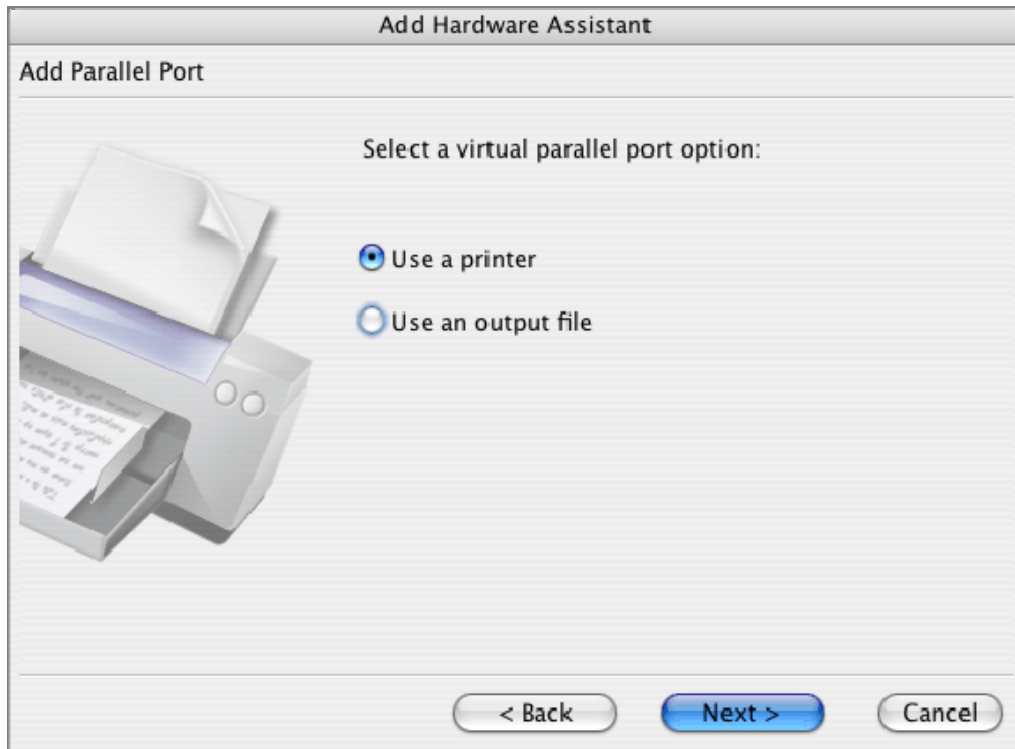 Add Hardware Assistant
Add Parallel Port
Select a virtual parallel port option:
Use a printer
Use an output file
< Back
Next >
Cancel